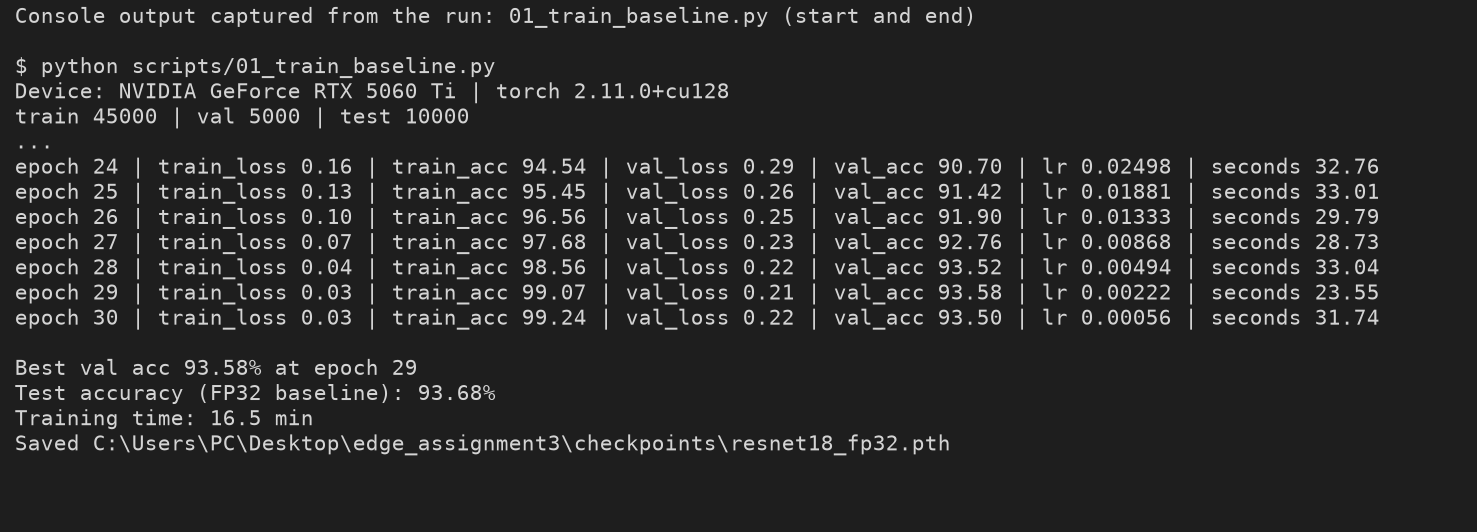 Console output captured from the run: 01_train_baseline.py (start and end)
$ python scripts/01_train_baseline.py
Device: NVIDIA GeForce RTX 5060 Ti | torch 2.11.0+cu128
train 45000 | val 5000 | test 10000
...
epoch 24 | train_loss 0.16 | train_acc 94.54 | val_loss 0.29 | val_acc 90.70 | lr 0.02498 | seconds 32.76
epoch 25 | train_loss 0.13 | train_acc 95.45 | val_loss 0.26 | val_acc 91.42 | lr 0.01881 | seconds 33.01
epoch 26 | train_loss 0.10 | train_acc 96.56 | val_loss 0.25 | val_acc 91.90 | lr 0.01333 | seconds 29.79
epoch 27 | train_loss 0.07 | train_acc 97.68 | val_loss 0.23 | val_acc 92.76 | lr 0.00868 | seconds 28.73
epoch 28 | train_loss 0.04 | train_acc 98.56 | val_loss 0.22 | val_acc 93.52 | lr 0.00494 | seconds 33.04
epoch 29 | train_loss 0.03 | train_acc 99.07 | val_loss 0.21 | val_acc 93.58 | lr 0.00222 | seconds 23.55
epoch 30 | train_loss 0.03 | train_acc 99.24 | val_loss 0.22 | val_acc 93.50 | lr 0.00056 | seconds 31.74
Best val acc 93.58% at epoch 29
Test accuracy (FP32 baseline): 93.68%
Training time: 16.5 min
Saved C:\Users\PC\Desktop\edge_assignment3\checkpoints\resnet18_fp32.pth